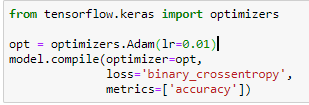 from tensorflow.keras import optimizers
opt = optimizers.Adam(lr=0.01)
model.compile(optimizer=opt,
              loss='binary_crossentropy',
              metrics=['accuracy'])